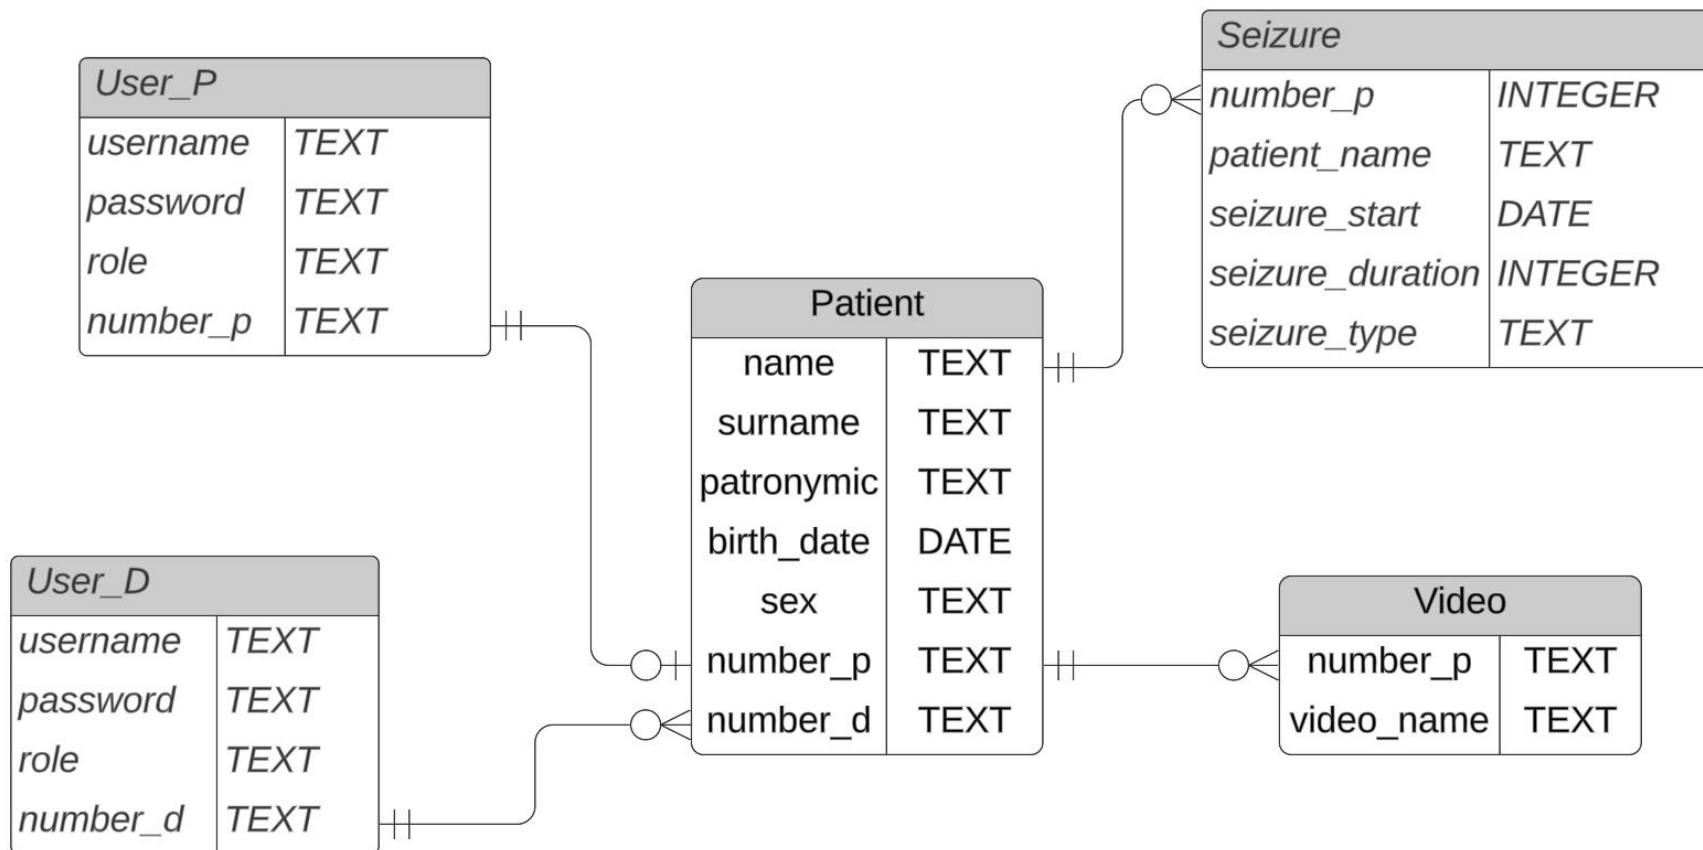 User_P
username TEXT
password TEXT
role TEXT
number_p TEXT
User_D
username TEXT
password TEXT
role TEXT
number_d TEXT
Patient
name TEXT
surname TEXT
patronymic TEXT
birth_date DATE
sex TEXT
number_p TEXT
number_d TEXT
Seizure
number_p INTEGER
patient_name TEXT
seizure_start DATE
seizure_duration INTEGER
seizure_type TEXT
Video
number_p TEXT
video_name TEXT